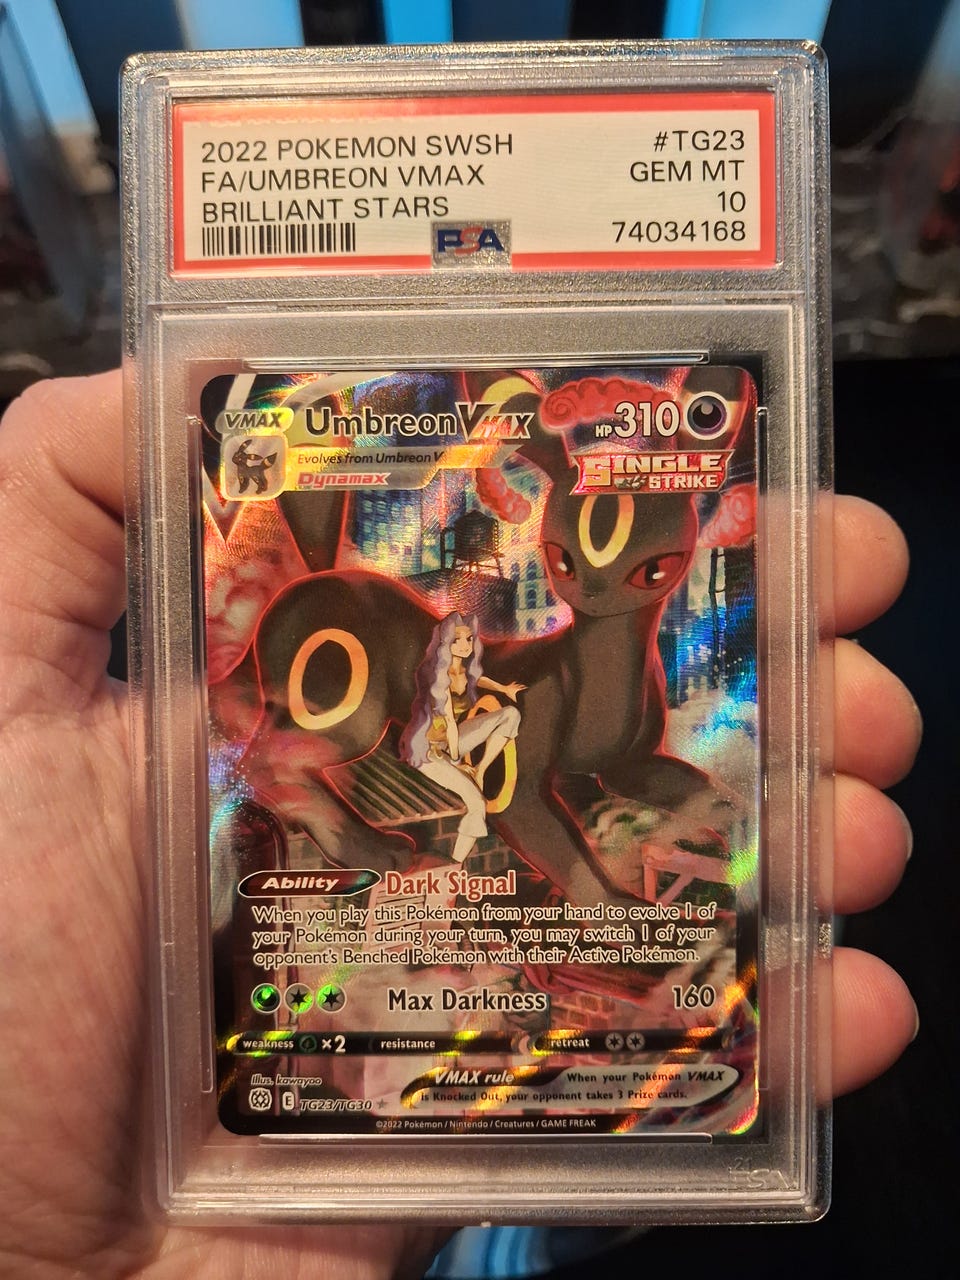 2022 POKEMON SWSH #TG23
FA/UMBREON VMAX GEM MT
BRILLIANT STARS 10
PSA 74034168
VMAX Umbreon VMAX HP 310
Evolves from Umbreon V
Dynamax
SINGLE
STRIKE
Ability Dark Signal
When you play this Pokémon from your hand to evolve 1 of
your Pokémon during your turn, you may switch 1 of your
opponent's Benched Pokémon with their Active Pokémon.
Max Darkness 160
weakness ×2 resistance retreat
Illus. kawayoo
VMAX rule When your Pokémon VMAX
is Knocked Out, your opponent takes 3 Prize cards.
E TG23/TG30 ★
©2022 Pokémon / Nintendo / Creatures / GAME FREAK